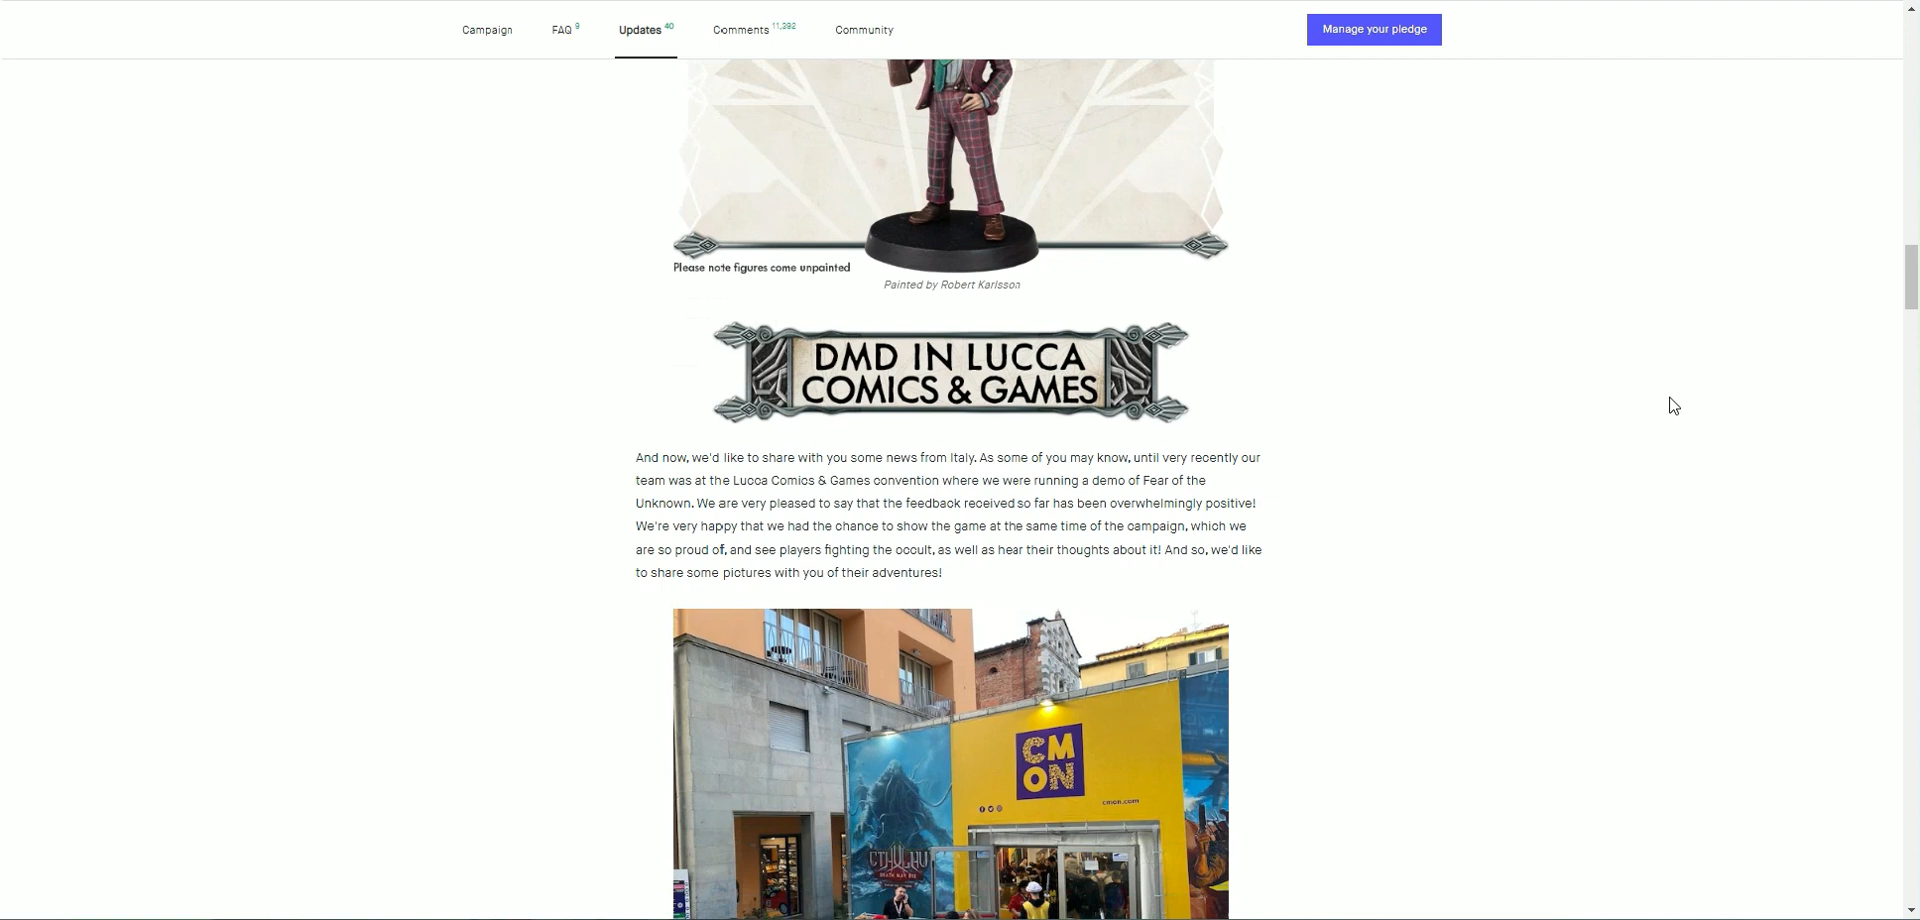 Campaign FAQ 9 Updates 40 Comments 11,392 Community Manage your pledge
Please note figures come unpainted
Painted by Robert Karlsson
DMD IN LUCCA
COMICS & GAMES
And now, we'd like to share with you some news from Italy. As some of you may know, until very recently our
team was at the Lucca Comics & Games convention where we were running a demo of Fear of the
Unknown. We are very pleased to say that the feedback received so far has been overwhelmingly positive!
We're very happy that we had the chance to show the game at the same time of the campaign, which we
are so proud of, and see players fighting the occult, as well as hear their thoughts about it! And so, we'd like
to share some pictures with you of their adventures!
CM
ON
cmon.com
CTHULHU
DEATH MAY DIE